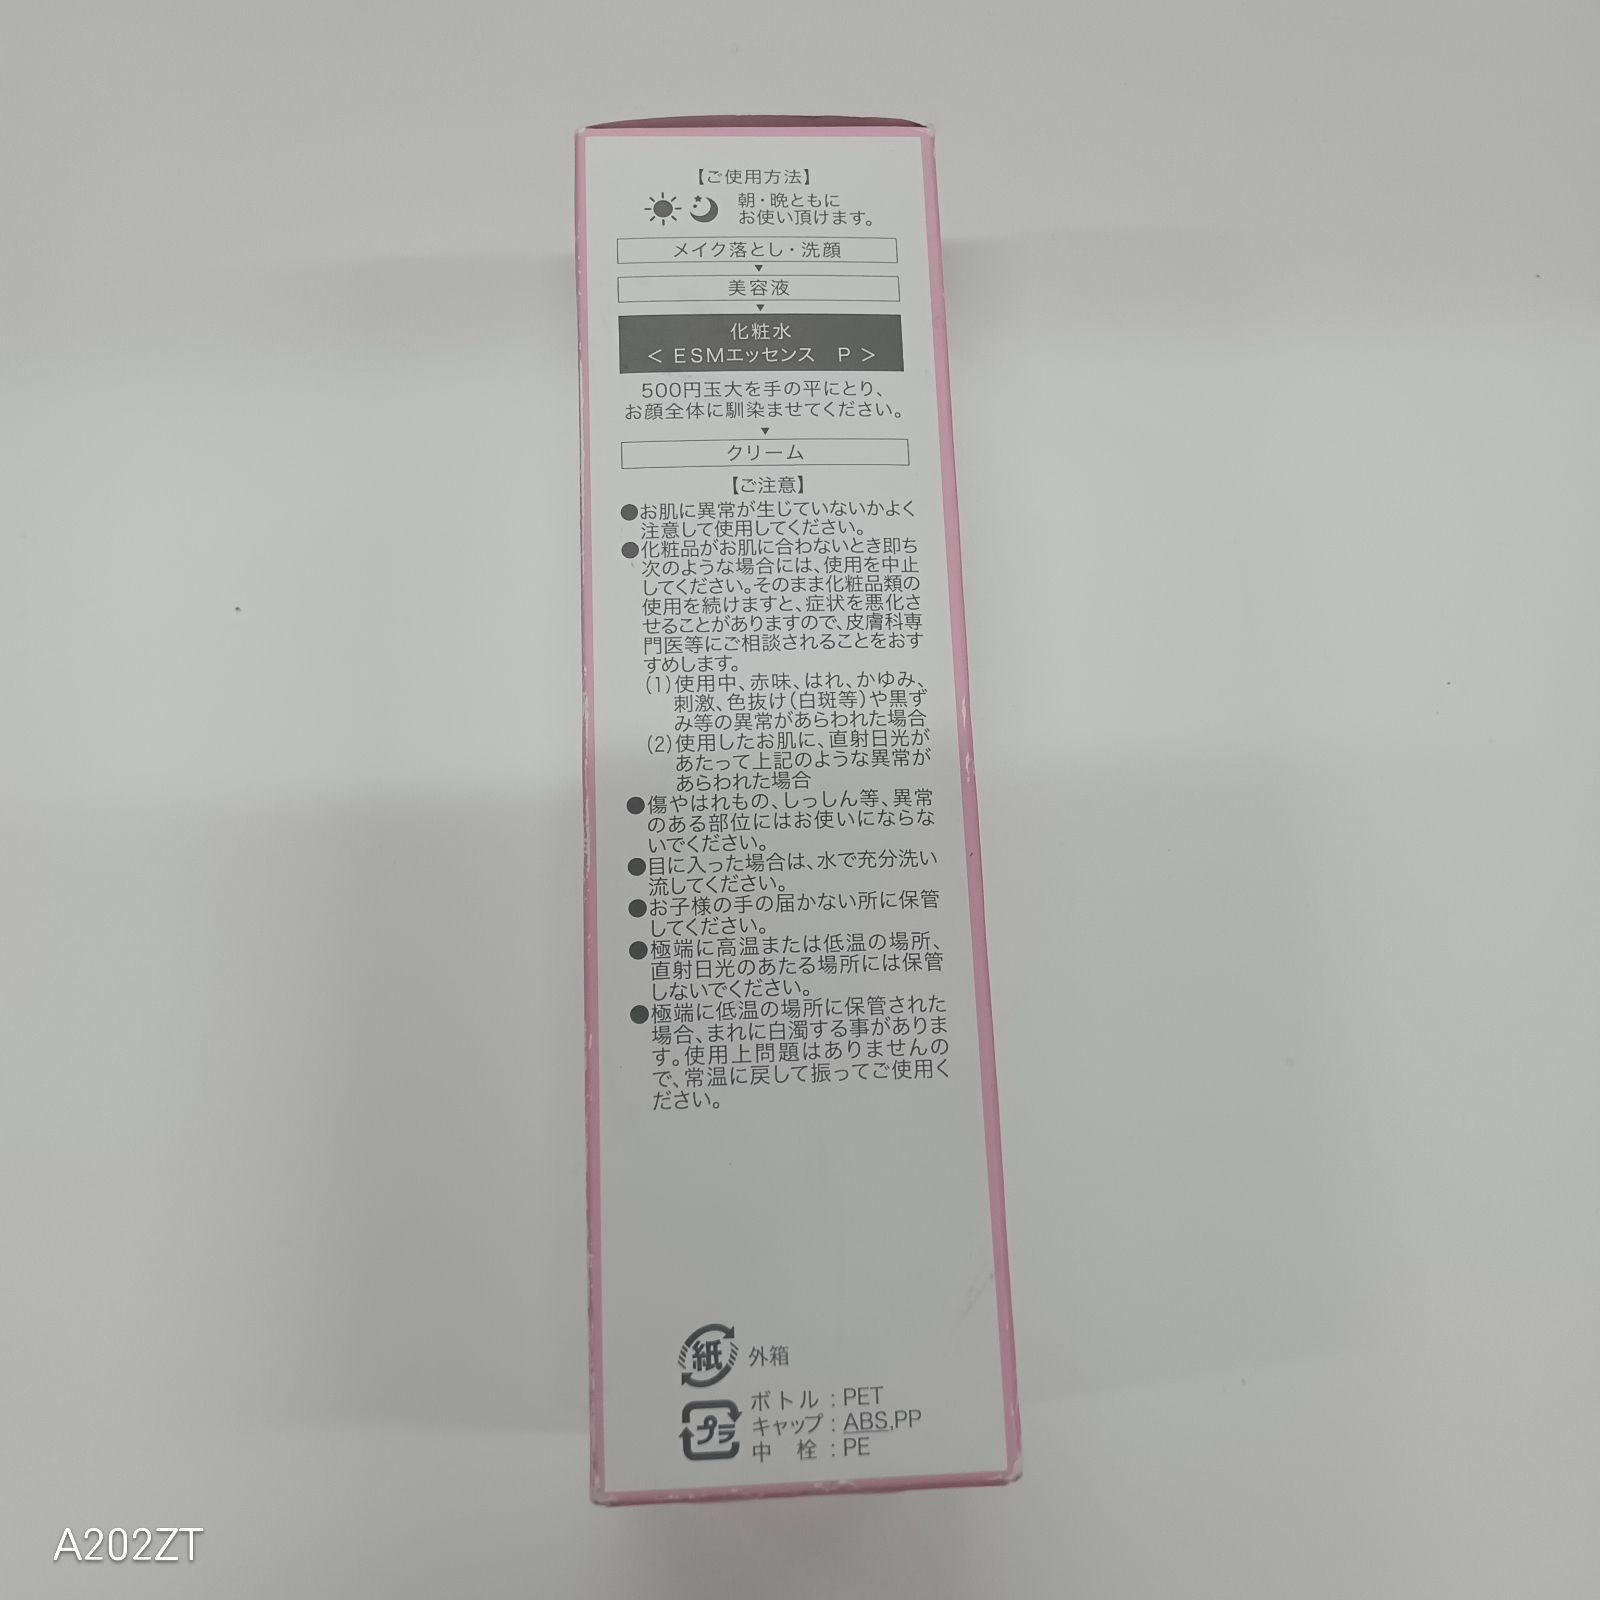 【ご使用方法】
朝・晩ともに
お使い頂けます。
メイク落とし・洗顔
▼
美容液
▼
化粧水
＜ ESMエッセンス　P ＞
500円玉大を手の平にとり、
お顔全体に馴染ませてください。
▼
クリーム
【ご注意】
●お肌に異常が生じていないかよく
注意して使用してください。
●化粧品がお肌に合わないとき即ち
次のような場合には、使用を中止
してください。そのまま化粧品類の
使用を続けますと、症状を悪化さ
せることがありますので、皮膚科専
門医等にご相談されることをおす
すめします。
(1)使用中、赤味、はれ、かゆみ、
刺激、色抜け(白斑等)や黒ず
み等の異常があらわれた場合
(2)使用したお肌に、直射日光が
あたって上記のような異常が
あらわれた場合
●傷やはれもの、しっしん等、異常
のある部位にはお使いにならな
いでください。
●目に入った場合は、水で充分洗い
流してください。
●お子様の手の届かない所に保管
してください。
●極端に高温または低温の場所、
直射日光のあたる場所には保管
しないでください。
●極端に低温の場所に保管された
場合、まれに白濁する事がありま
す。使用上問題はありませんの
で、常温に戻して振ってご使用く
ださい。
紙 外箱
プラ ボトル：PET
キャップ：ABS,PP
中　栓：PE
A202ZT